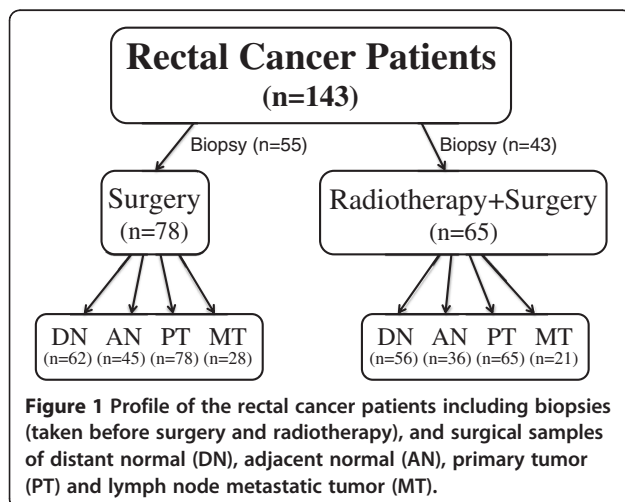 Rectal Cancer Patients
(n=143)
Biopsy (n=55)
Biopsy (n=43)
Surgery
(n=78)
Radiotherapy+Surgery
(n=65)
DN AN PT MT
(n=62) (n=45) (n=78) (n=28)
DN AN PT MT
(n=56) (n=36) (n=65) (n=21)
Figure 1 Profile of the rectal cancer patients including biopsies
(taken before surgery and radiotherapy), and surgical samples
of distant normal (DN), adjacent normal (AN), primary tumor
(PT) and lymph node metastatic tumor (MT).